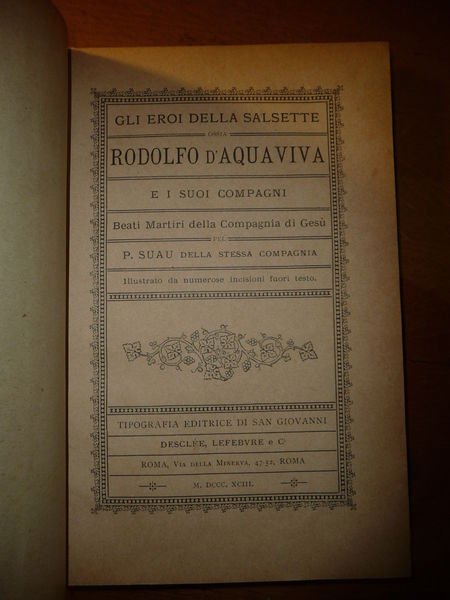 GLI EROI DELLA SALSETTE
OSSIA
RODOLFO D'AQUAVIVA
E I SUOI COMPAGNI
Beati Martiri della Compagnia di Gesù
PEL
P. SUAU DELLA STESSA COMPAGNIA
Illustrato da numerose incisioni fuori testo.
TIPOGRAFIA EDITRICE DI SAN GIOVANNI
DESCLÉE, LEFEBVRE e Cⁱ
ROMA, VIA DELLA MINERVA, 47-52, ROMA
M. DCCC. XCIII.